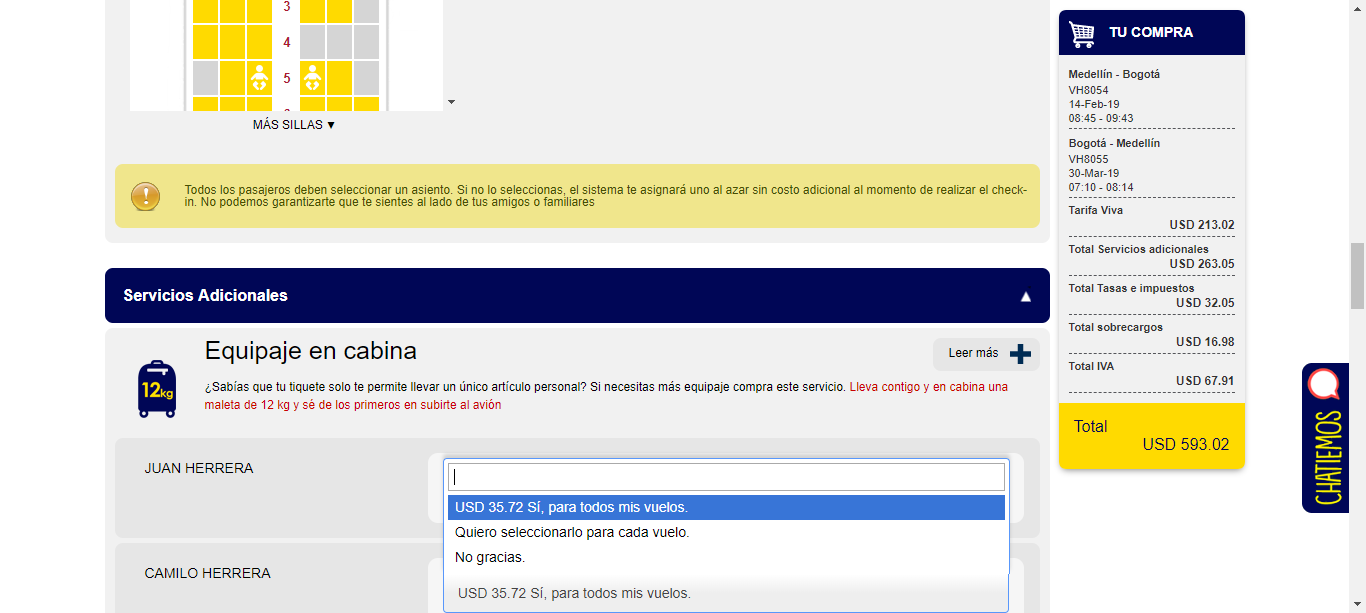 3
4
5
MÁS SILLAS ▼
Todos los pasajeros deben seleccionar un asiento. Si no lo seleccionas, el sistema te asignará uno al azar sin costo adicional al momento de realizar el check-
in. No podemos garantizarte que te sientes al lado de tus amigos o familiares
Servicios Adicionales ▲
12kg
Equipaje en cabina
Leer más
¿Sabías que tu tiquete solo te permite llevar un único artículo personal? Si necesitas más equipaje compra este servicio. Lleva contigo y en cabina una
maleta de 12 kg y sé de los primeros en subirte al avión
JUAN HERRERA
USD 35.72 Sí, para todos mis vuelos.
Quiero seleccionarlo para cada vuelo.
No gracias.
CAMILO HERRERA
USD 35.72 Sí, para todos mis vuelos.
TU COMPRA
Medellín - Bogotá
VH8054
14-Feb-19
08:45 - 09:43
Bogotá - Medellín
VH8055
30-Mar-19
07:10 - 08:14
Tarifa Viva
USD 213.02
Total Servicios adicionales
USD 263.05
Total Tasas e impuestos
USD 32.05
Total sobrecargos
USD 16.98
Total IVA
USD 67.91
Total
USD 593.02
CHATIEMOS